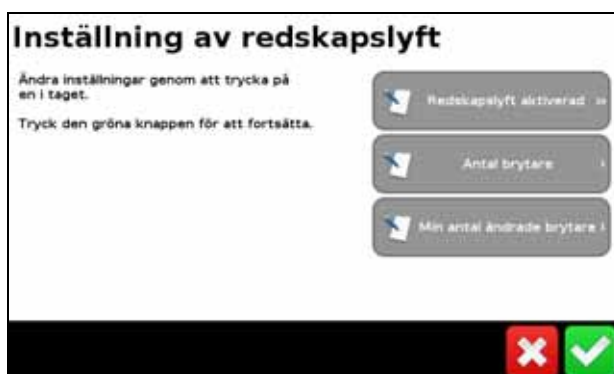 Inställning av redskapslyft
Ändra inställningar genom att trycka på
en i taget.
Tryck den gröna knappen för att fortsätta.
Redskapslyft aktiverad »
Antal brytare ›
Min antal ändrade brytare ›